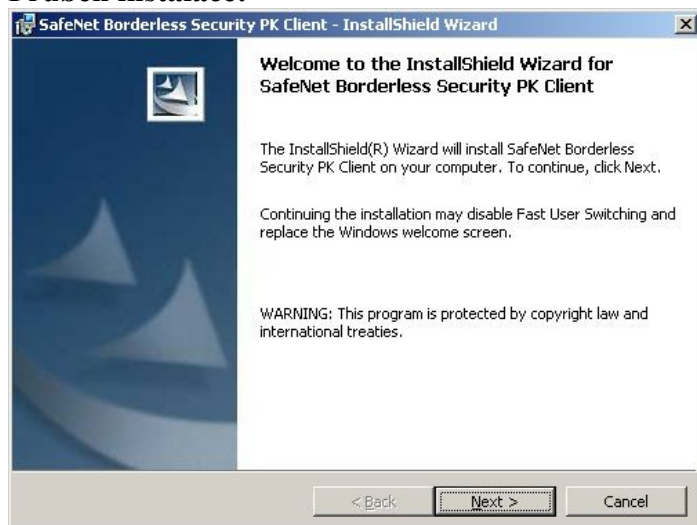 SafeNet Borderless Security PK Client - InstallShield Wizard
Welcome to the InstallShield Wizard for
SafeNet Borderless Security PK Client
The InstallShield(R) Wizard will install SafeNet Borderless
Security PK Client on your computer. To continue, click Next.
Continuing the installation may disable Fast User Switching and
replace the Windows welcome screen.
WARNING: This program is protected by copyright law and
international treaties.
< Back
Next >
Cancel